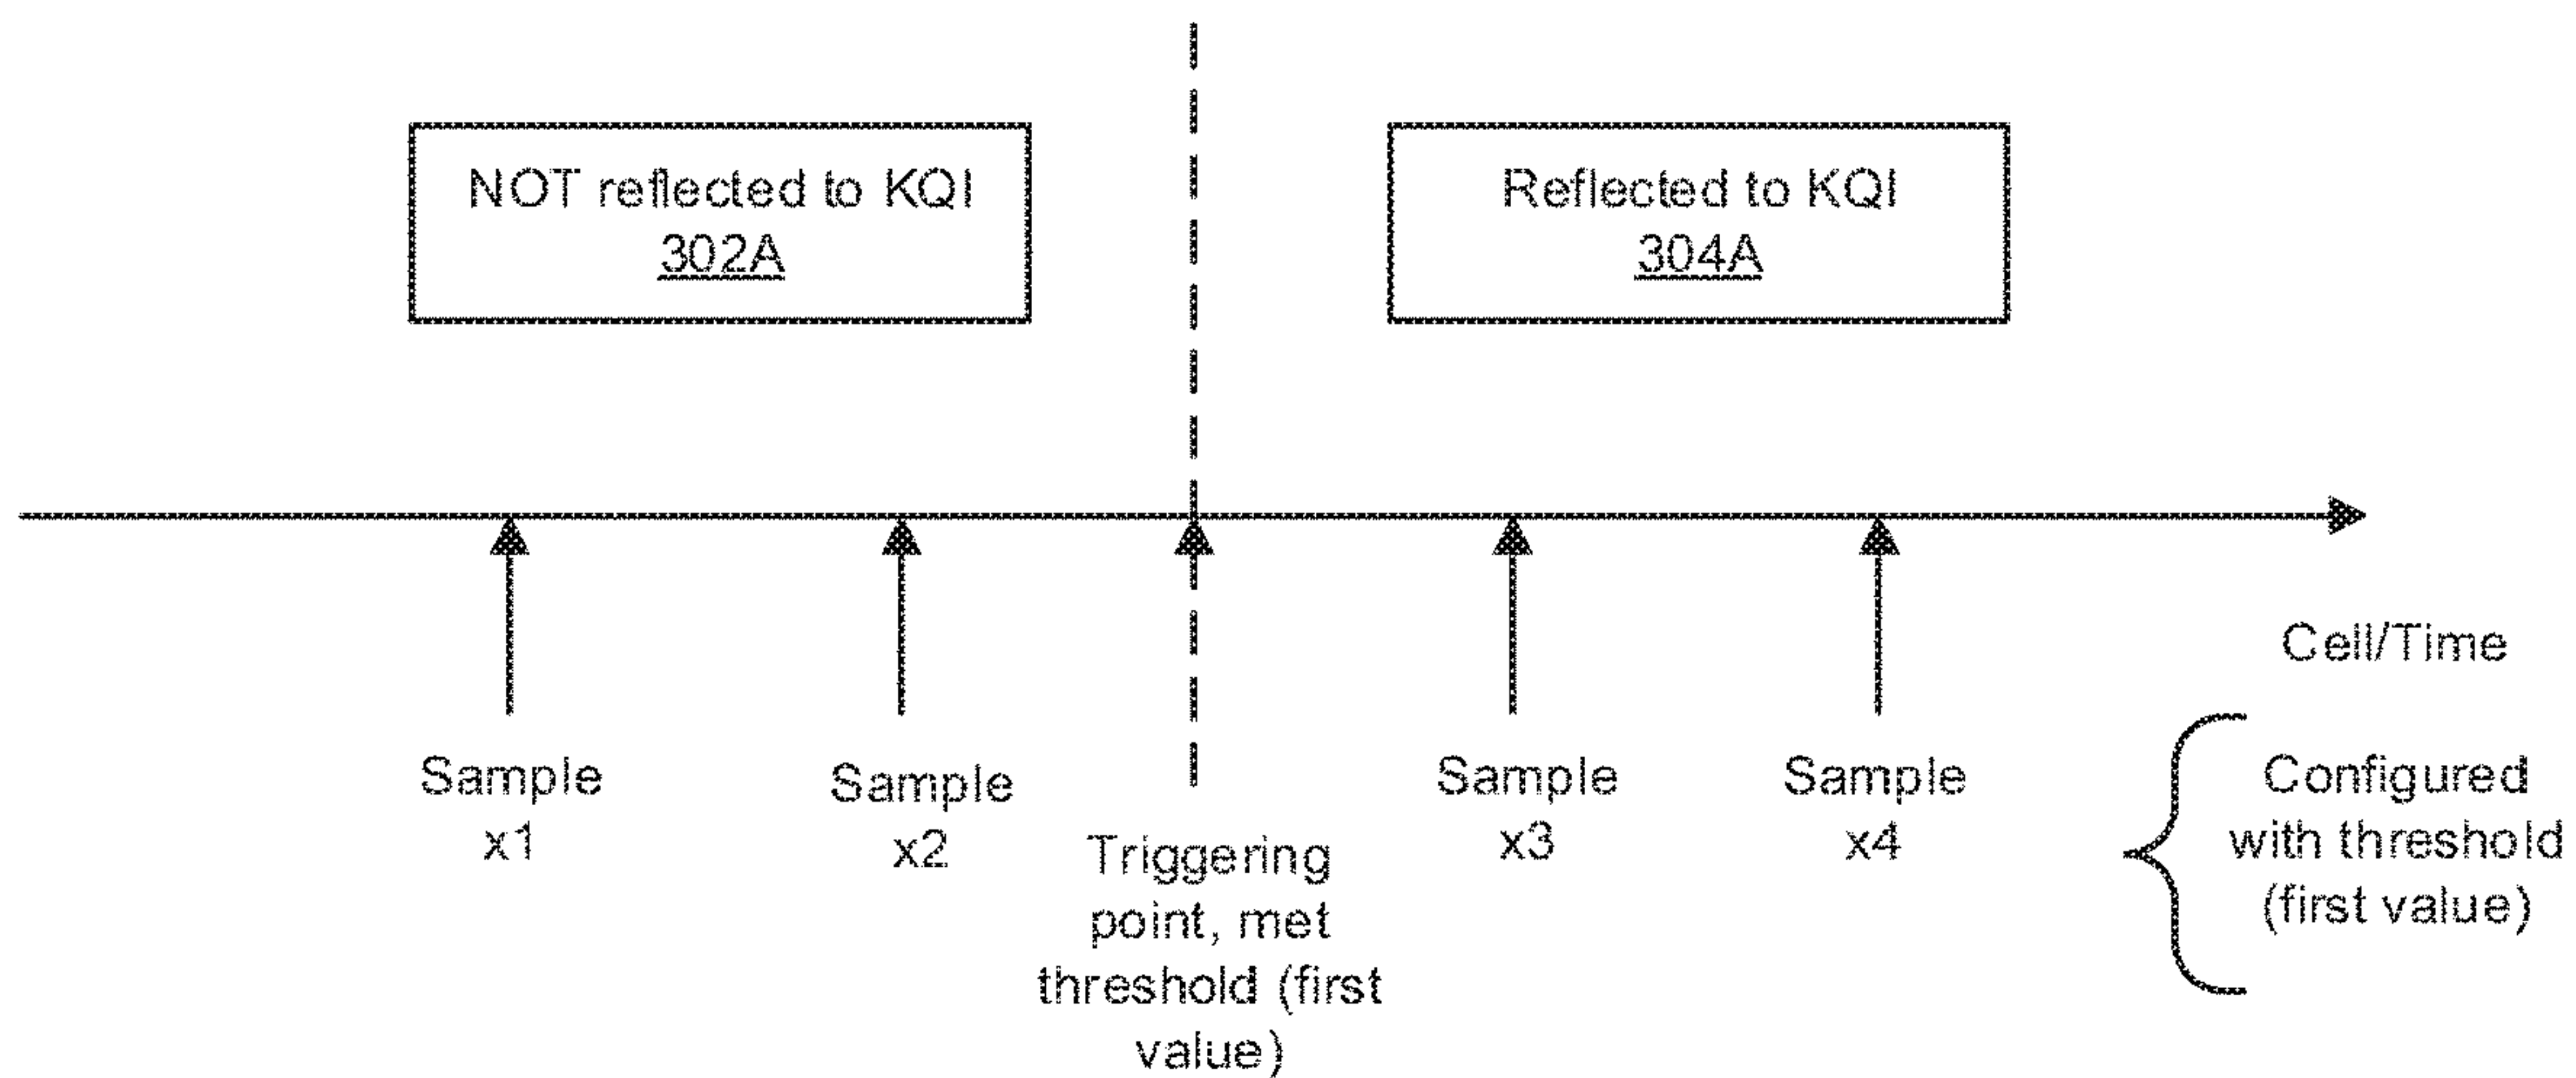 NOT reflected to KQI
302A
Reflected to KQI
304A
Cell/Time
Sample
x1
Sample
x2
Triggering
point, met
threshold (first
value)
Sample
x3
Sample
x4
Configured
with threshold
(first value)